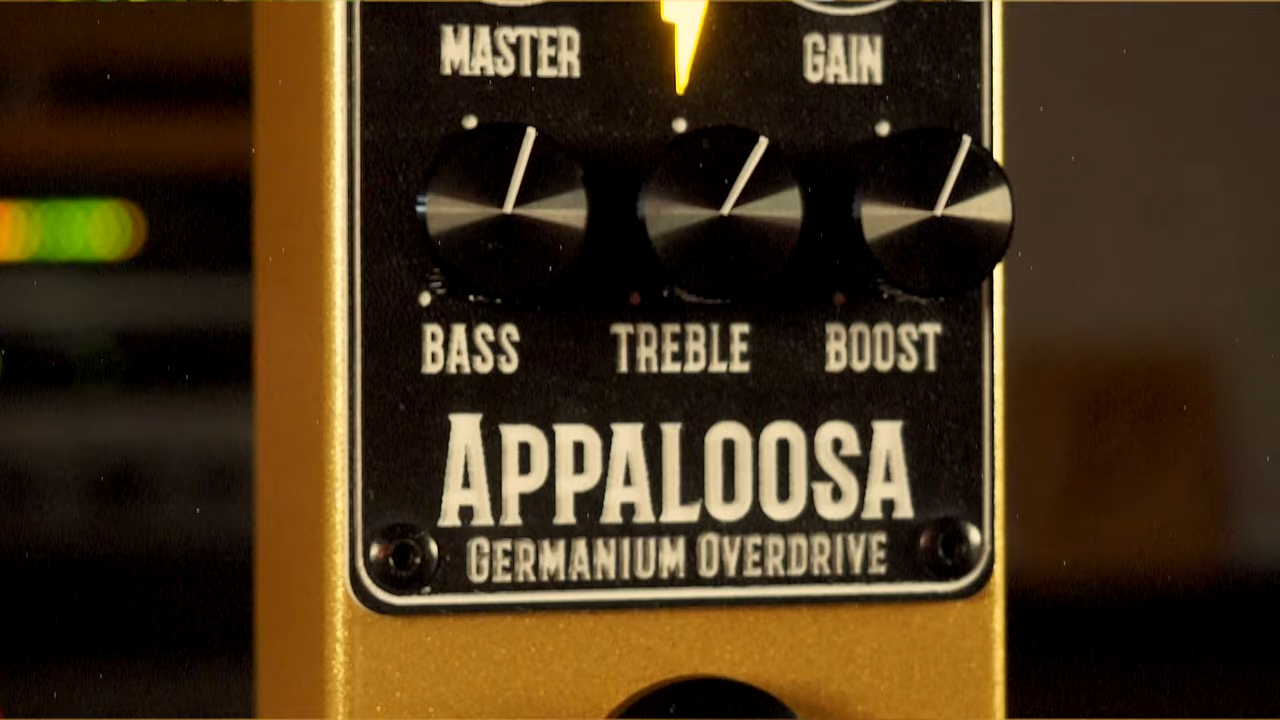 MASTER GAIN
BASS TREBLE BOOST
APPALOOSA
GERMANIUM OVERDRIVE